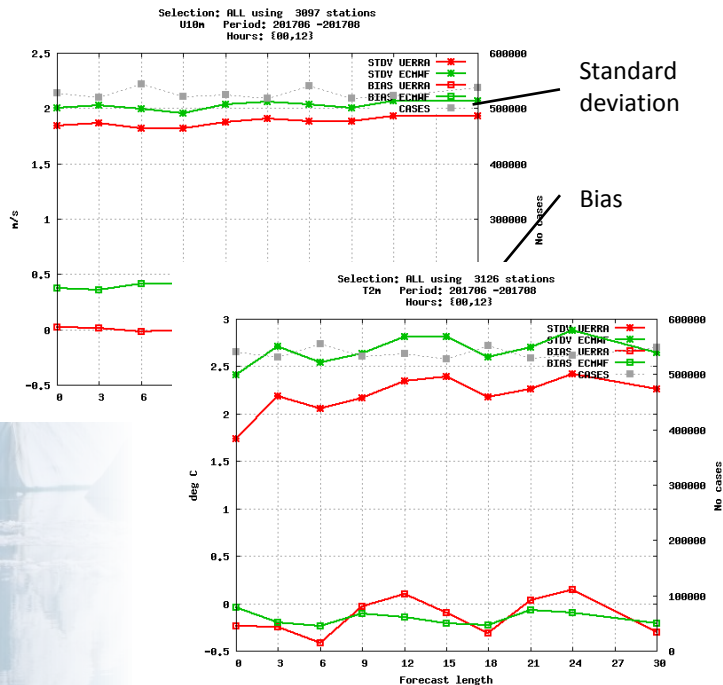 Selection: ALL using 3097 stations
U10m Period: 201706 -201708
Hours: {00,12}
2.5
2
1.5
1
0.5
0
-0.5
m/s
0 3 6
STDV UERRA
STDV ECMWF
BIAS UERRA
BIAS ECMWF
CASES
600000
500000
400000
300000
No cases
Standard
deviation
Bias
Selection: ALL using 3126 stations
T2m Period: 201706 -201708
Hours: {00,12}
3
2.5
2
1.5
1
0.5
0
-0.5
deg C
STDV UERRA
STDV ECMWF
BIAS UERRA
BIAS ECMWF
CASES
600000
500000
400000
300000
200000
100000
0
No cases
0 3 6 9 12 15 18 21 24 27 30
Forecast length